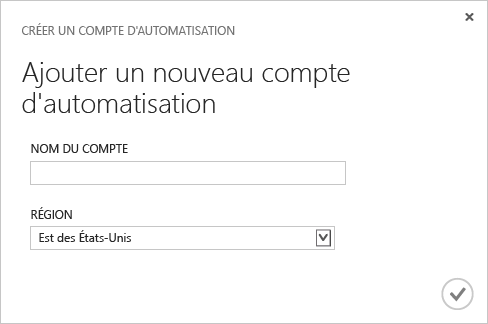 CRÉER UN COMPTE D'AUTOMATISATION
Ajouter un nouveau compte
d'automatisation
NOM DU COMPTE
RÉGION
Est des États-Unis